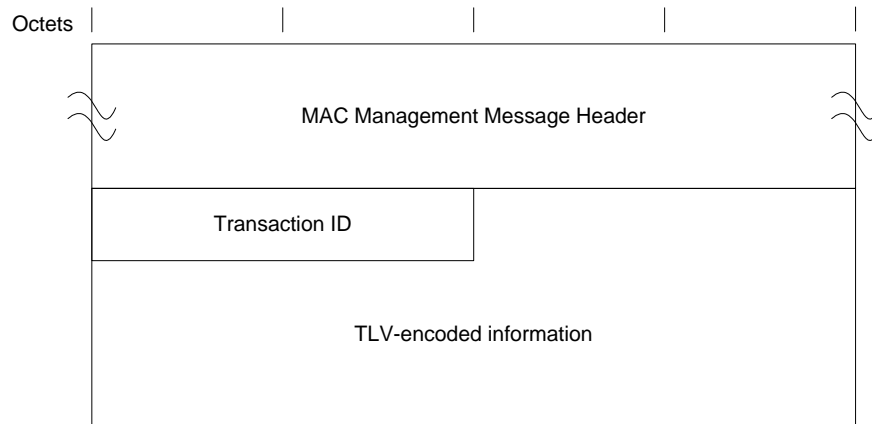 Octets
MAC Management Message Header
Transaction ID
TLV-encoded information